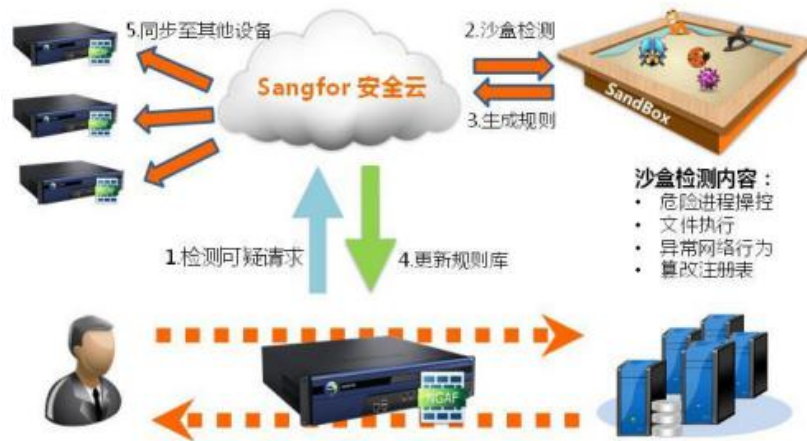 5.同步至其他设备
2.沙盒检测
Sangfor 安全云
3.生成规则
SandBox
沙盒检测内容：
• 危险进程操控
• 文件执行
• 异常网络行为
• 篡改注册表
1.检测可疑请求
4.更新规则库
NGAF